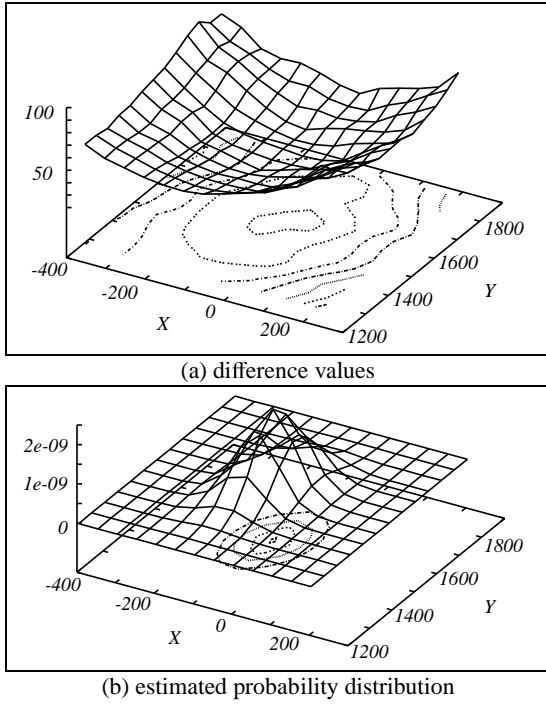 100
50
-400
-200
0
200
X
1200
1400
1600
1800
Y
(a) difference values
2e-09
1e-09
0
-400
-200
0
200
X
1200
1400
1600
1800
Y
(b) estimated probability distribution